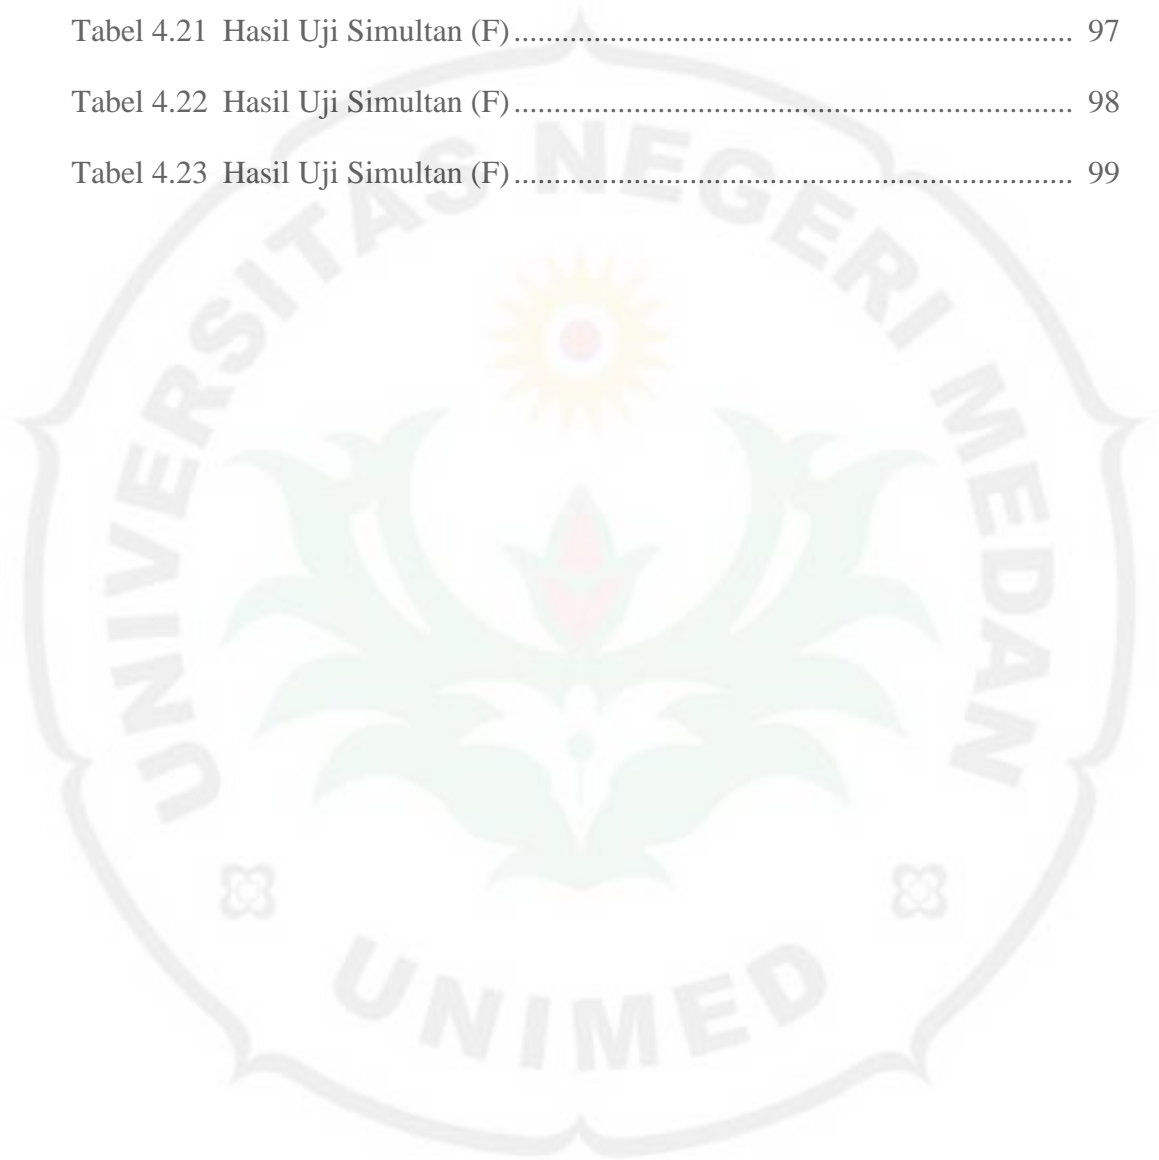 Tabel 4.21 Hasil Uji Simultan (F)...................................................................... 97
Tabel 4.22 Hasil Uji Simultan (F)...................................................................... 98
Tabel 4.23 Hasil Uji Simultan (F)...................................................................... 99
UNIVERSITAS NEGERI MEDAN
UNIMED